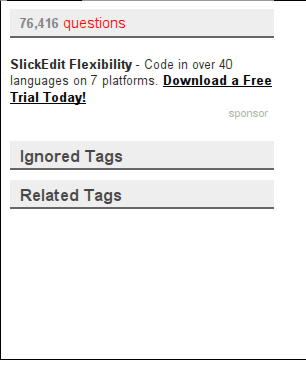 76,416 questions
SlickEdit Flexibility - Code in over 40
languages on 7 platforms. Download a Free
Trial Today!
sponsor
Ignored Tags
Related Tags